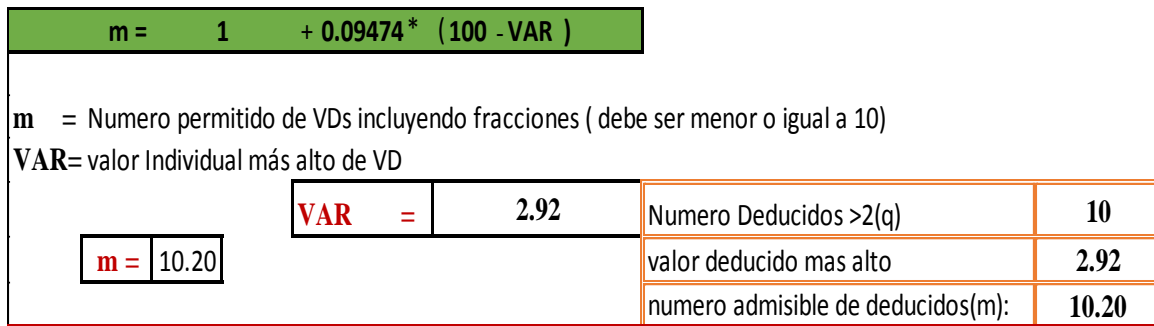 m = 1 + 0.09474* (100 - VAR )
m = Numero permitido de VDs incluyendo fracciones ( debe ser menor o igual a 10)
VAR= valor Individual más alto de VD
VAR = 2.92
m = 10.20
Numero Deducidos >2(q) 10
valor deducido mas alto 2.92
numero admisible de deducidos(m): 10.20